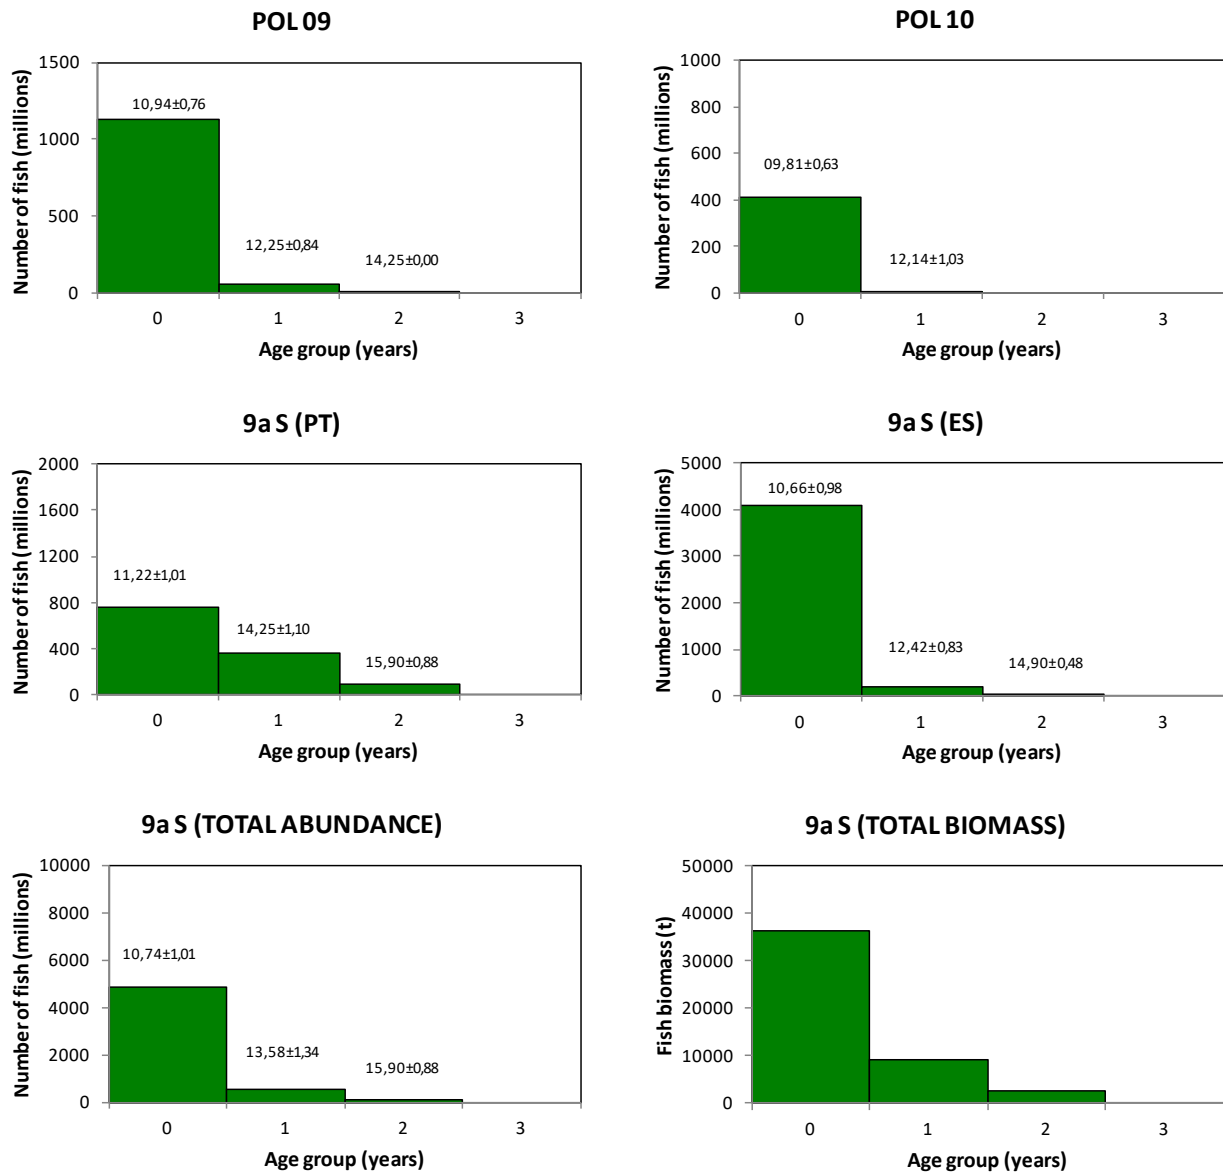 POL 09
Number of fish (millions)
1500
1000
500
0
10,94±0,76
12,25±0,84
14,25±0,00
0 1 2 3
Age group (years)
POL 10
Number of fish (millions)
1000
800
600
400
200
0
09,81±0,63
12,14±1,03
0 1 2 3
Age group (years)
9a S (PT)
Number of fish (millions)
2000
1600
1200
800
400
0
11,22±1,01
14,25±1,10
15,90±0,88
0 1 2 3
Age group (years)
9a S (ES)
Number of fish (millions)
5000
4000
3000
2000
1000
0
10,66±0,98
12,42±0,83
14,90±0,48
0 1 2 3
Age group (years)
9a S (TOTAL ABUNDANCE)
Number of fish (millions)
10000
8000
6000
4000
2000
0
10,74±1,01
13,58±1,34
15,90±0,88
0 1 2 3
Age group (years)
9a S (TOTAL BIOMASS)
Fish biomass (t)
50000
40000
30000
20000
10000
0
0 1 2 3
Age group (years)